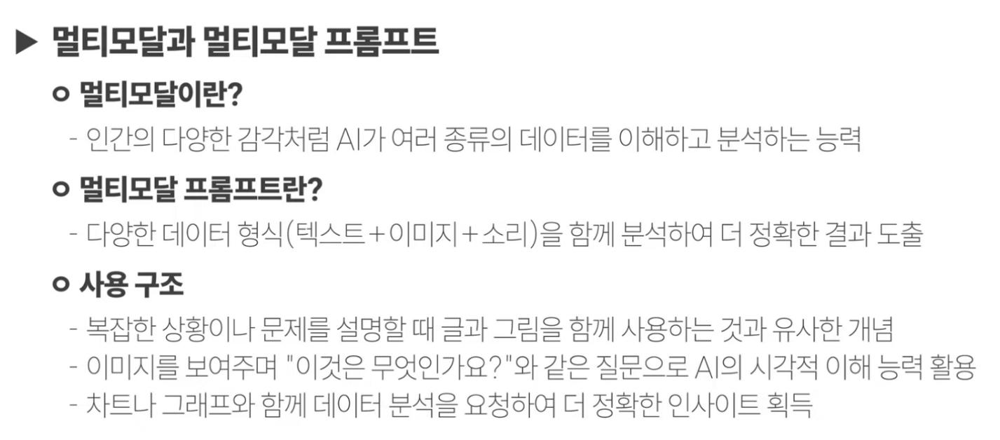 ▶ 멀티모달과 멀티모달 프롬프트
ㅇ 멀티모달이란?
- 인간의 다양한 감각처럼 AI가 여러 종류의 데이터를 이해하고 분석하는 능력
ㅇ 멀티모달 프롬프트란?
- 다양한 데이터 형식(텍스트+이미지+소리)을 함께 분석하여 더 정확한 결과 도출
ㅇ 사용 구조
- 복잡한 상황이나 문제를 설명할 때 글과 그림을 함께 사용하는 것과 유사한 개념
- 이미지를 보여주며 "이것은 무엇인가요?"와 같은 질문으로 AI의 시각적 이해 능력 활용
- 차트나 그래프와 함께 데이터 분석을 요청하여 더 정확한 인사이트 획득